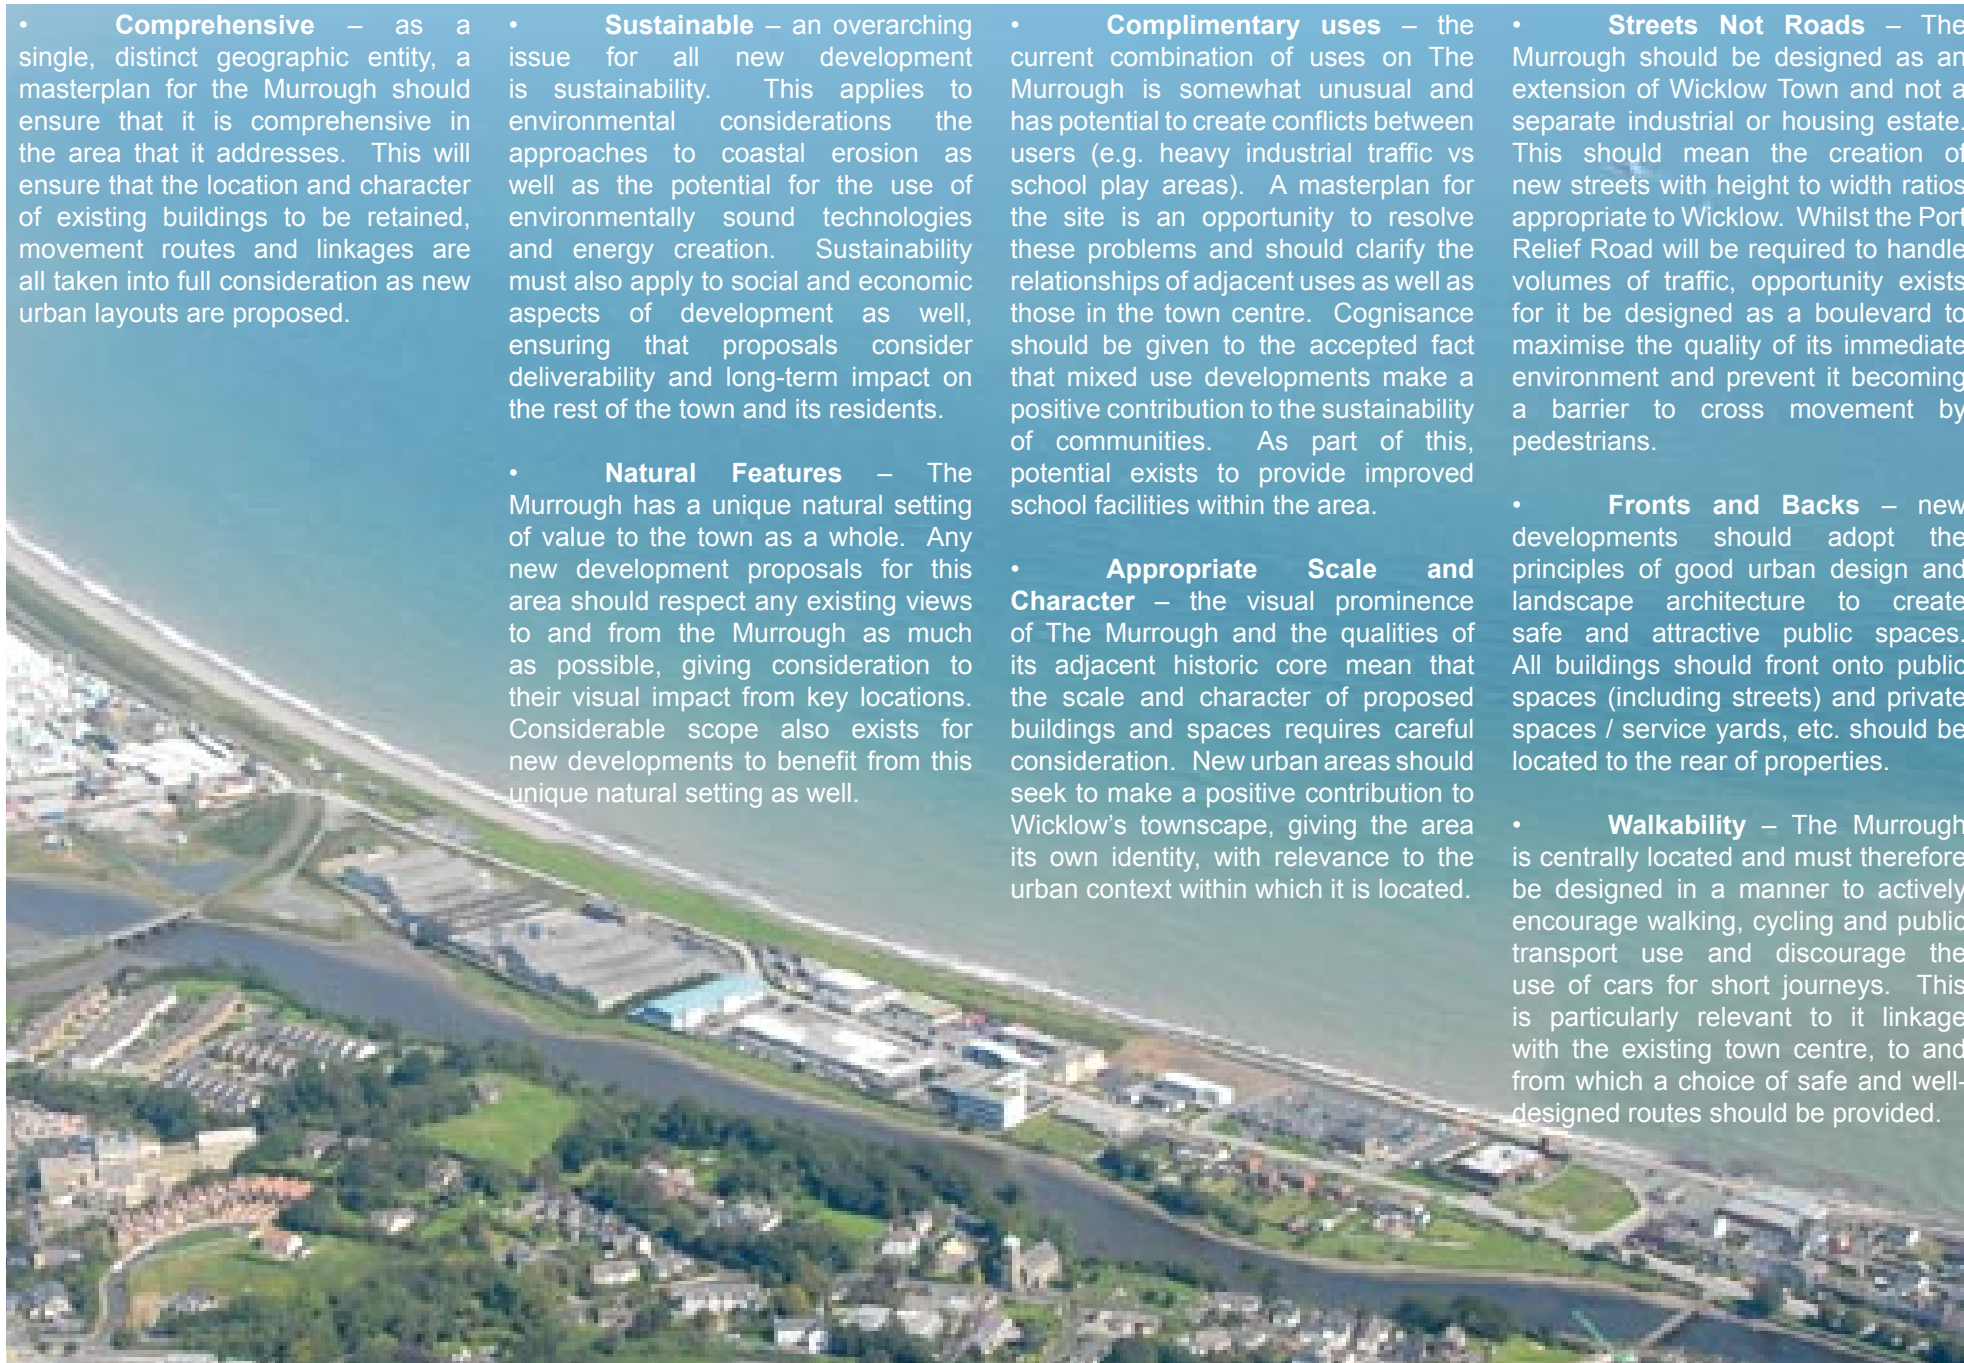 • Comprehensive – as a
single, distinct geographic entity, a
masterplan for the Murrough should
ensure that it is comprehensive in
the area that it addresses. This will
ensure that the location and character
of existing buildings to be retained,
movement routes and linkages are
all taken into full consideration as new
urban layouts are proposed.
• Sustainable – an overarching
issue for all new development
is sustainability. This applies to
environmental considerations the
approaches to coastal erosion as
well as the potential for the use of
environmentally sound technologies
and energy creation. Sustainability
must also apply to social and economic
aspects of development as well,
ensuring that proposals consider
deliverability and long-term impact on
the rest of the town and its residents.
• Natural Features – The
Murrough has a unique natural setting
of value to the town as a whole. Any
new development proposals for this
area should respect any existing views
to and from the Murrough as much
as possible, giving consideration to
their visual impact from key locations.
Considerable scope also exists for
new developments to benefit from this
unique natural setting as well.
• Complimentary uses – the
current combination of uses on The
Murrough is somewhat unusual and
has potential to create conflicts between
users (e.g. heavy industrial traffic vs
school play areas). A masterplan for
the site is an opportunity to resolve
these problems and should clarify the
relationships of adjacent uses as well as
those in the town centre. Cognisance
should be given to the accepted fact
that mixed use developments make a
positive contribution to the sustainability
of communities. As part of this,
potential exists to provide improved
school facilities within the area.
• Appropriate Scale and
Character – the visual prominence
of The Murrough and the qualities of
its adjacent historic core mean that
the scale and character of proposed
buildings and spaces requires careful
consideration. New urban areas should
seek to make a positive contribution to
Wicklow’s townscape, giving the area
its own identity, with relevance to the
urban context within which it is located.
• Streets Not Roads – The
Murrough should be designed as an
extension of Wicklow Town and not a
separate industrial or housing estate.
This should mean the creation of
new streets with height to width ratios
appropriate to Wicklow. Whilst the Port
Relief Road will be required to handle
volumes of traffic, opportunity exists
for it be designed as a boulevard to
maximise the quality of its immediate
environment and prevent it becoming
a barrier to cross movement by
pedestrians.
• Fronts and Backs – new
developments should adopt the
principles of good urban design and
landscape architecture to create
safe and attractive public spaces.
All buildings should front onto public
spaces (including streets) and private
spaces / service yards, etc. should be
located to the rear of properties.
• Walkability – The Murrough
is centrally located and must therefore
be designed in a manner to actively
encourage walking, cycling and public
transport use and discourage the
use of cars for short journeys. This
is particularly relevant to it linkage
with the existing town centre, to and
from which a choice of safe and well-
designed routes should be provided.